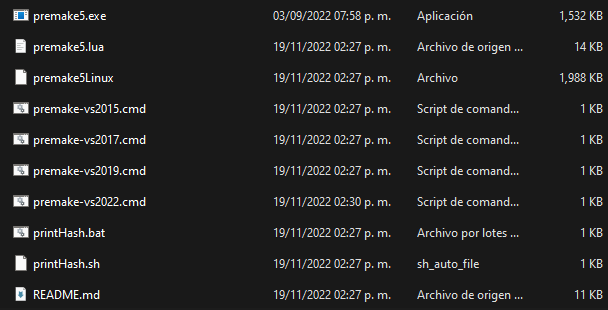 premake5.exe 03/09/2022 07:58 p. m. Aplicación 1,532 KB
premake5.lua 19/11/2022 02:27 p. m. Archivo de origen ... 14 KB
premake5Linux 19/11/2022 02:27 p. m. Archivo 1,988 KB
premake-vs2015.cmd 19/11/2022 02:27 p. m. Script de comand... 1 KB
premake-vs2017.cmd 19/11/2022 02:27 p. m. Script de comand... 1 KB
premake-vs2019.cmd 19/11/2022 02:27 p. m. Script de comand... 1 KB
premake-vs2022.cmd 19/11/2022 02:30 p. m. Script de comand... 1 KB
printHash.bat 19/11/2022 02:27 p. m. Archivo por lotes ... 1 KB
printHash.sh 19/11/2022 02:27 p. m. sh_auto_file 1 KB
README.md 19/11/2022 02:27 p. m. Archivo de origen ... 11 KB